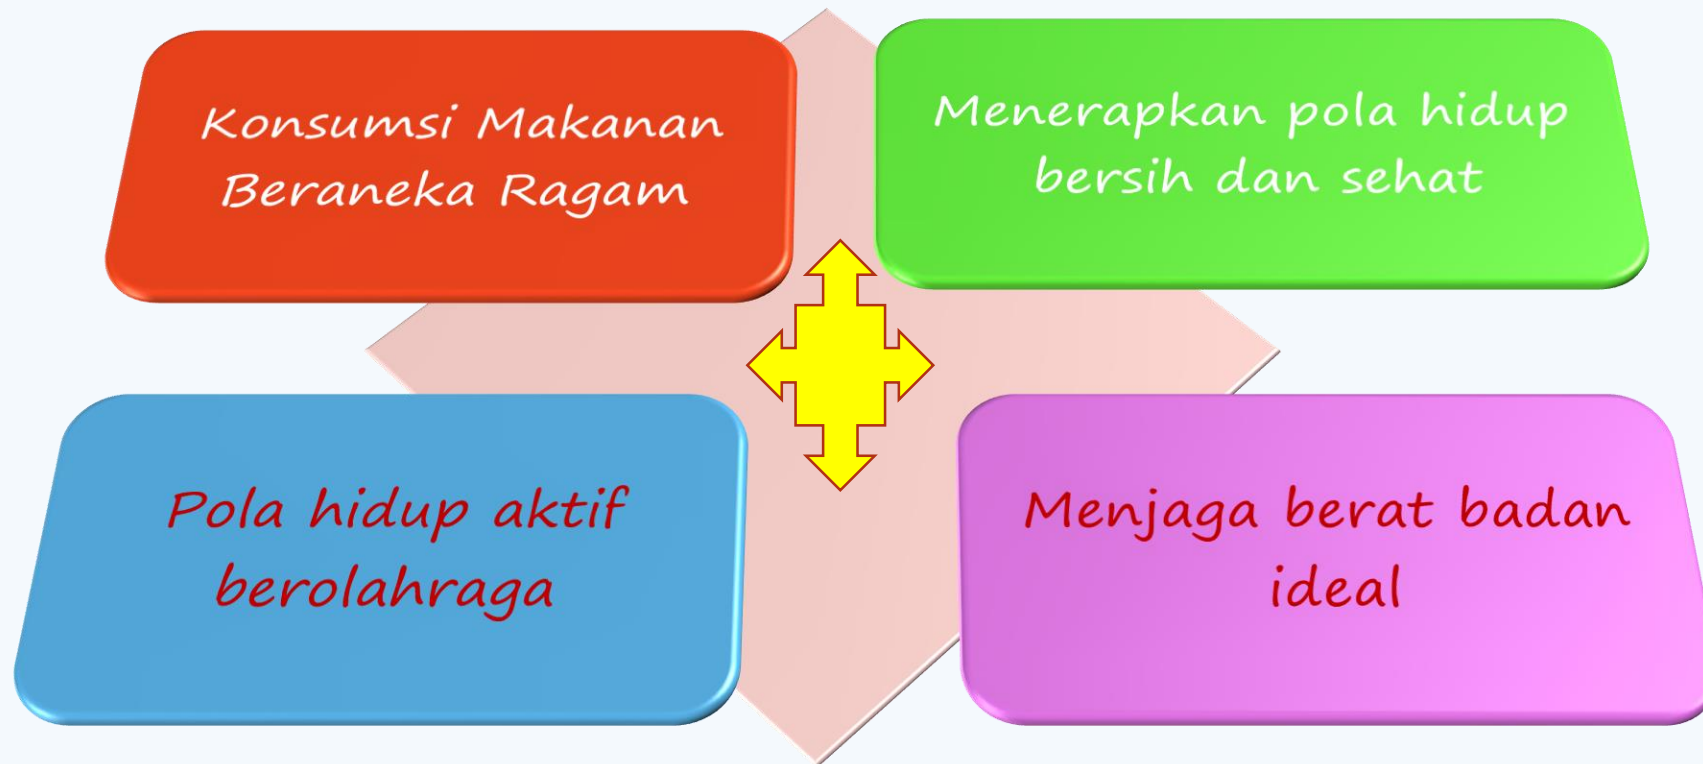 Konsumsi Makanan
Beraneka Ragam
Menerapkan pola hidup
bersih dan sehat
Pola hidup aktif
berolahraga
Menjaga berat badan
ideal